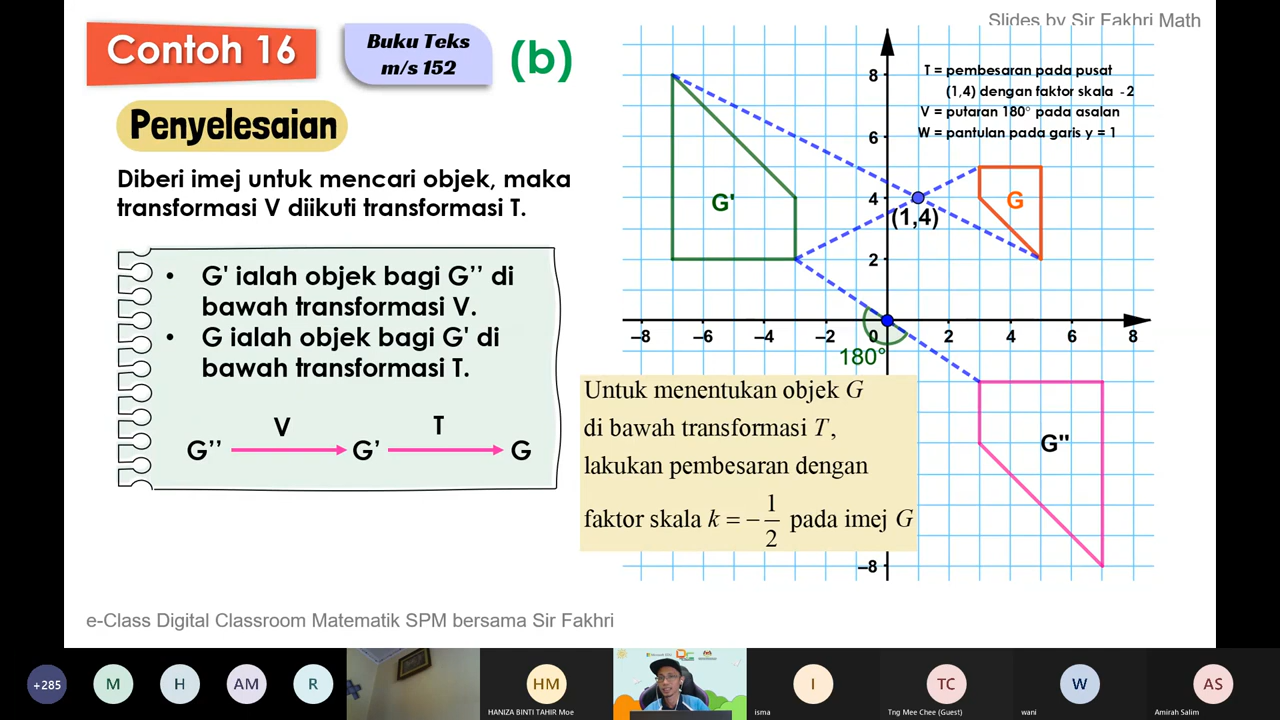 Slides by Sir Fakhri Math
Contoh 16
Buku Teks
m/s 152
(b)
Penyelesaian
Diberi imej untuk mencari objek, maka
transformasi V diikuti transformasi T.
• G' ialah objek bagi G’’ di
bawah transformasi V.
• G ialah objek bagi G' di
bawah transformasi T.
V
T
G’’
G’
G
T = pembesaran pada pusat
(1,4) dengan faktor skala -2
V = putaran 180° pada asalan
W = pantulan pada garis y = 1
8
6
4
2
G'
G
(1,4)
–8 –6 –4 –2 0 2 4 6 8
180°
G"
–8
Untuk menentukan objek G
di bawah transformasi T,
lakukan pembesaran dengan
faktor skala k = –1/2 pada imej G
e-Class Digital Classroom Matematik SPM bersama Sir Fakhri
+285
M
H
AM
R
HM
HANIZA BINTI TAHIR Moe
I
isma
TC
Tng Mee Chee (Guest)
W
wani
AS
Amirah Salim